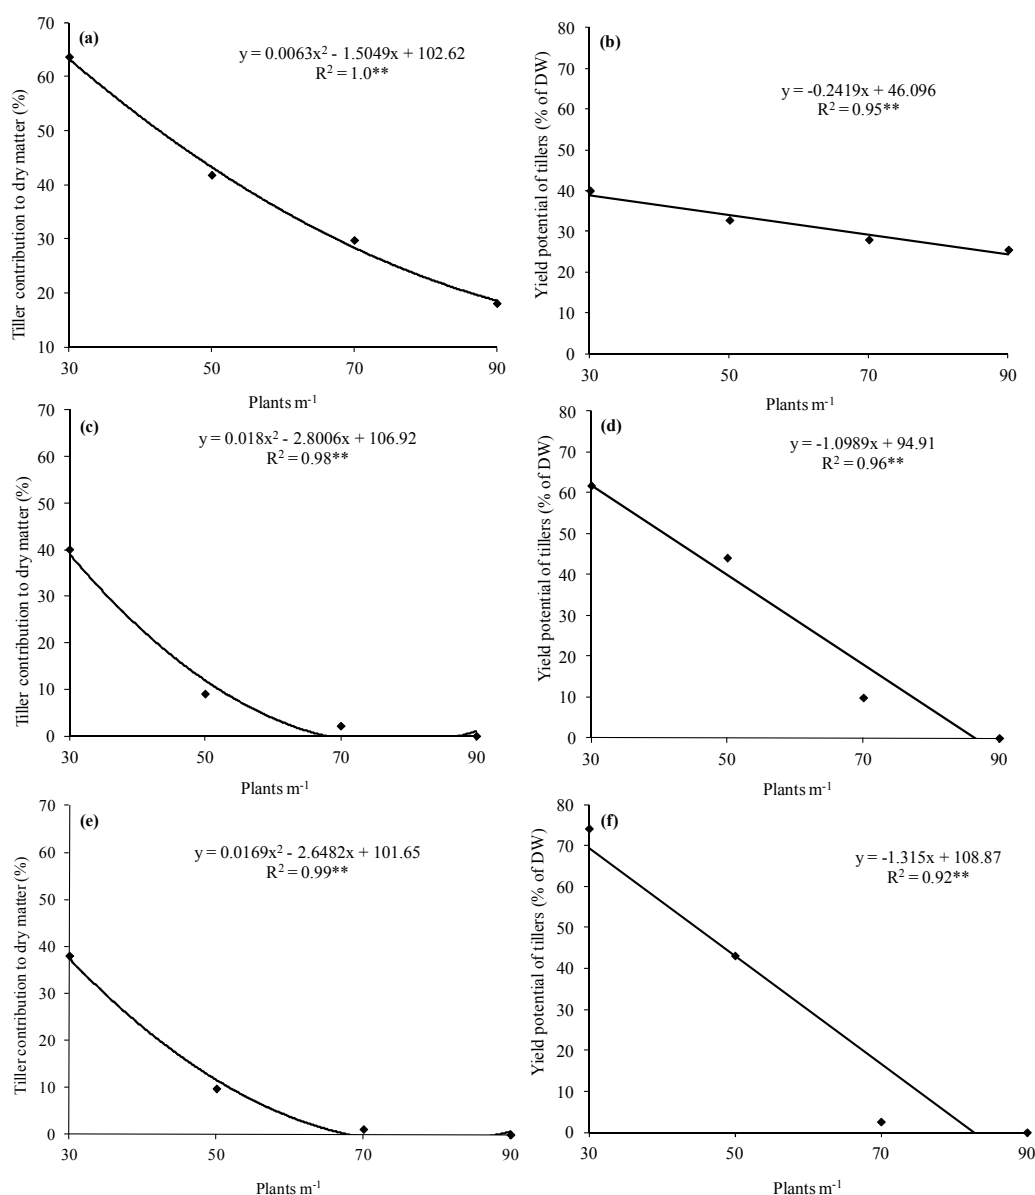 (a)
y = 0.0063x² - 1.5049x + 102.62
R² = 1.0**
Tiller contribution to dry matter (%)
70
60
50
40
30
20
10
30 50 70 90
Plants m⁻¹
(b)
y = -0.2419x + 46.096
R² = 0.95**
Yield potential of tillers (% of DW)
80
70
60
50
40
30
20
10
0
30 50 70 90
Plants m⁻¹
(c)
y = 0.018x² - 2.8006x + 106.92
R² = 0.98**
Tiller contribution to dry matter (%)
70
60
50
40
30
20
10
0
30 50 70 90
Plants m⁻¹
(d)
y = -1.0989x + 94.91
R² = 0.96**
Yield potential of tillers (% of DW)
80
70
60
50
40
30
20
10
0
30 50 70 90
Plants m⁻¹
(e)
y = 0.0169x² - 2.6482x + 101.65
R² = 0.99**
Tiller contribution to dry matter (%)
70
60
50
40
30
20
10
0
30 50 70 90
Plants m⁻¹
(f)
y = -1.315x + 108.87
R² = 0.92**
Yield potential of tillers (% of DW)
80
70
60
50
40
30
20
10
0
30 50 70 90
Plants m⁻¹